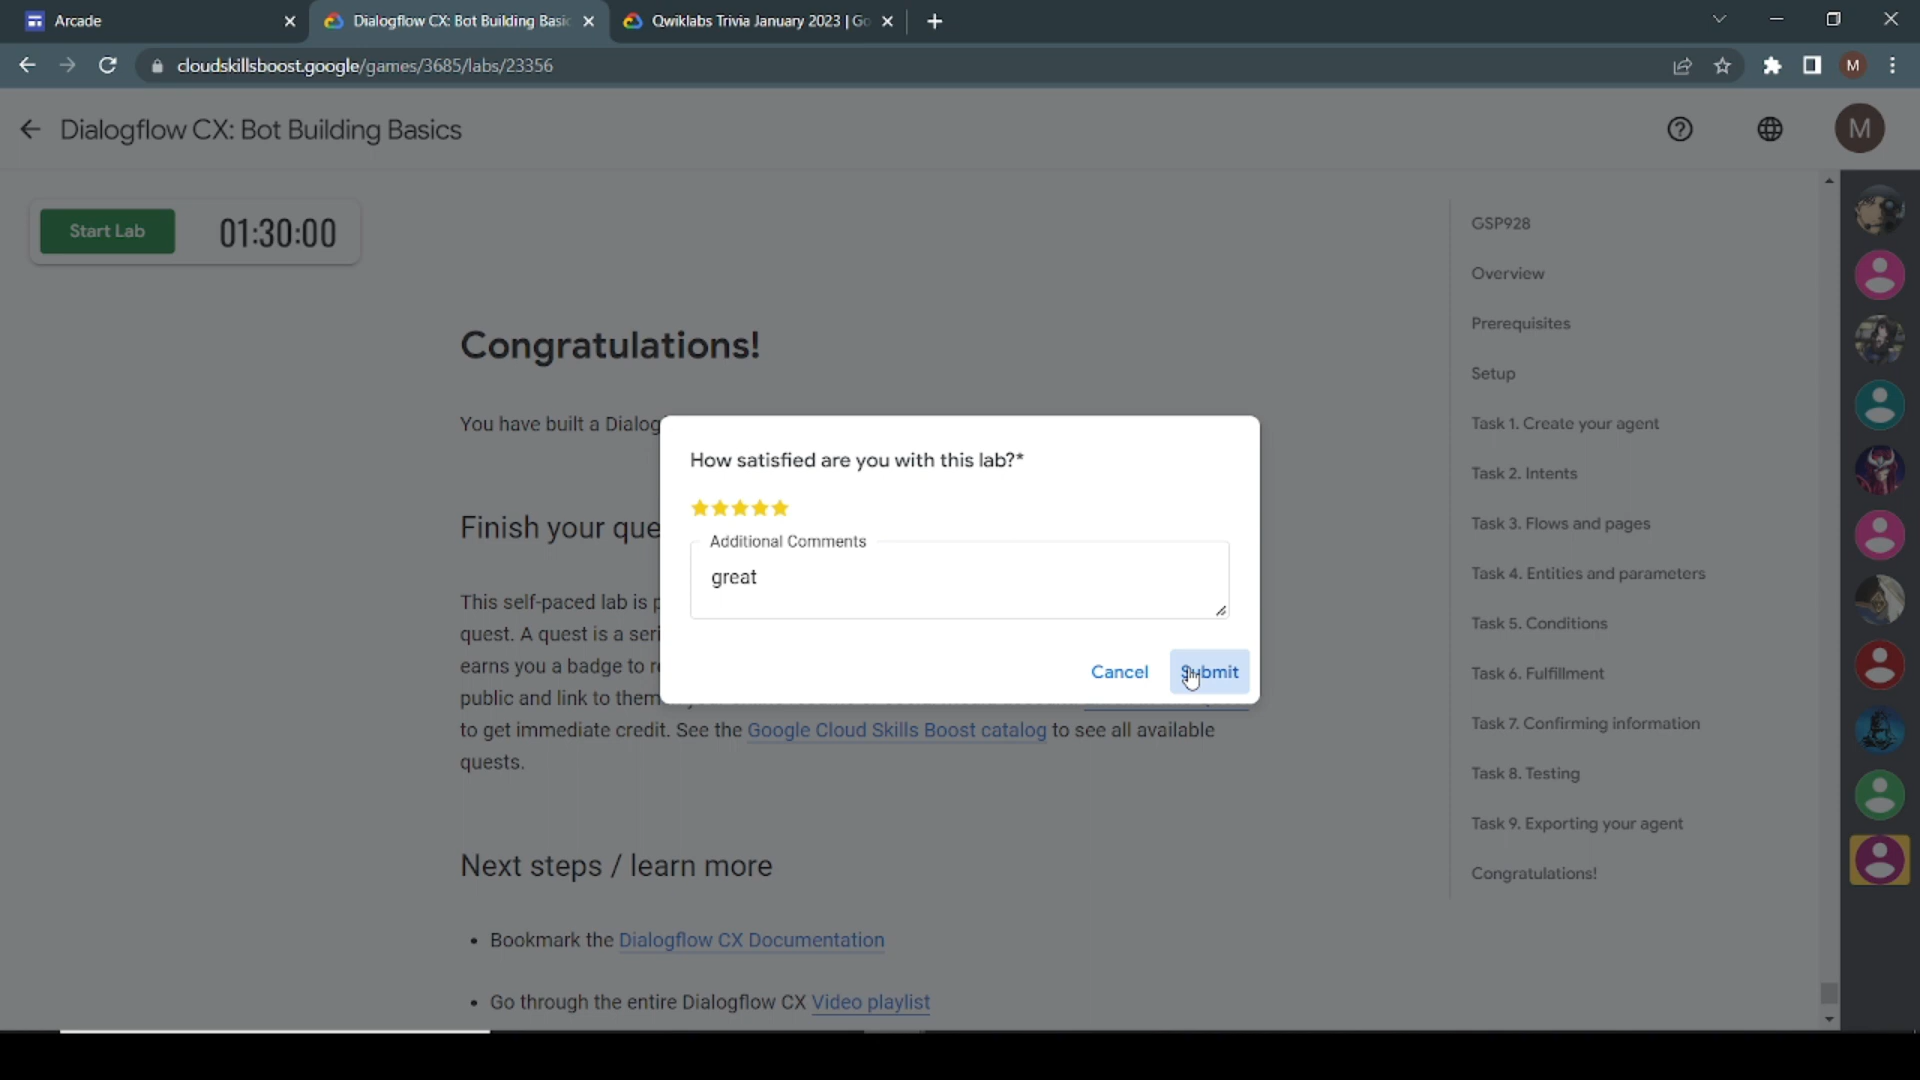 Arcade
Dialogflow CX: Bot Building Basic
Qwiklabs Trivia January 2023 | Go
cloudskillsboost.google/games/3685/labs/23356
M
Dialogflow CX: Bot Building Basics
M
Start Lab
01:30:00
Congratulations!
You have built a Dialog
Finish your que
This self-paced lab is p
quest. A quest is a seri
earns you a badge to r
public and link to them
to get immediate credit. See the Google Cloud Skills Boost catalog to see all available
quests.
Next steps / learn more
• Bookmark the Dialogflow CX Documentation
• Go through the entire Dialogflow CX Video playlist
How satisfied are you with this lab?*
Additional Comments
great
Cancel
Submit
GSP928
Overview
Prerequisites
Setup
Task 1. Create your agent
Task 2. Intents
Task 3. Flows and pages
Task 4. Entities and parameters
Task 5. Conditions
Task 6. Fulfillment
Task 7. Confirming information
Task 8. Testing
Task 9. Exporting your agent
Congratulations!